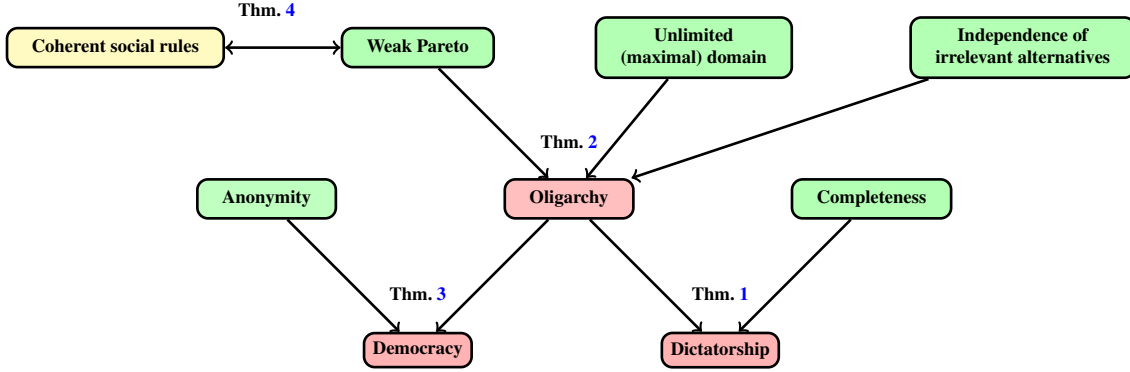 Thm. 4
Coherent social rules
Weak Pareto
Unlimited
(maximal) domain
Independence of
irrelevant alternatives
Thm. 2
Anonymity
Oligarchy
Completeness
Thm. 3
Thm. 1
Democracy
Dictatorship